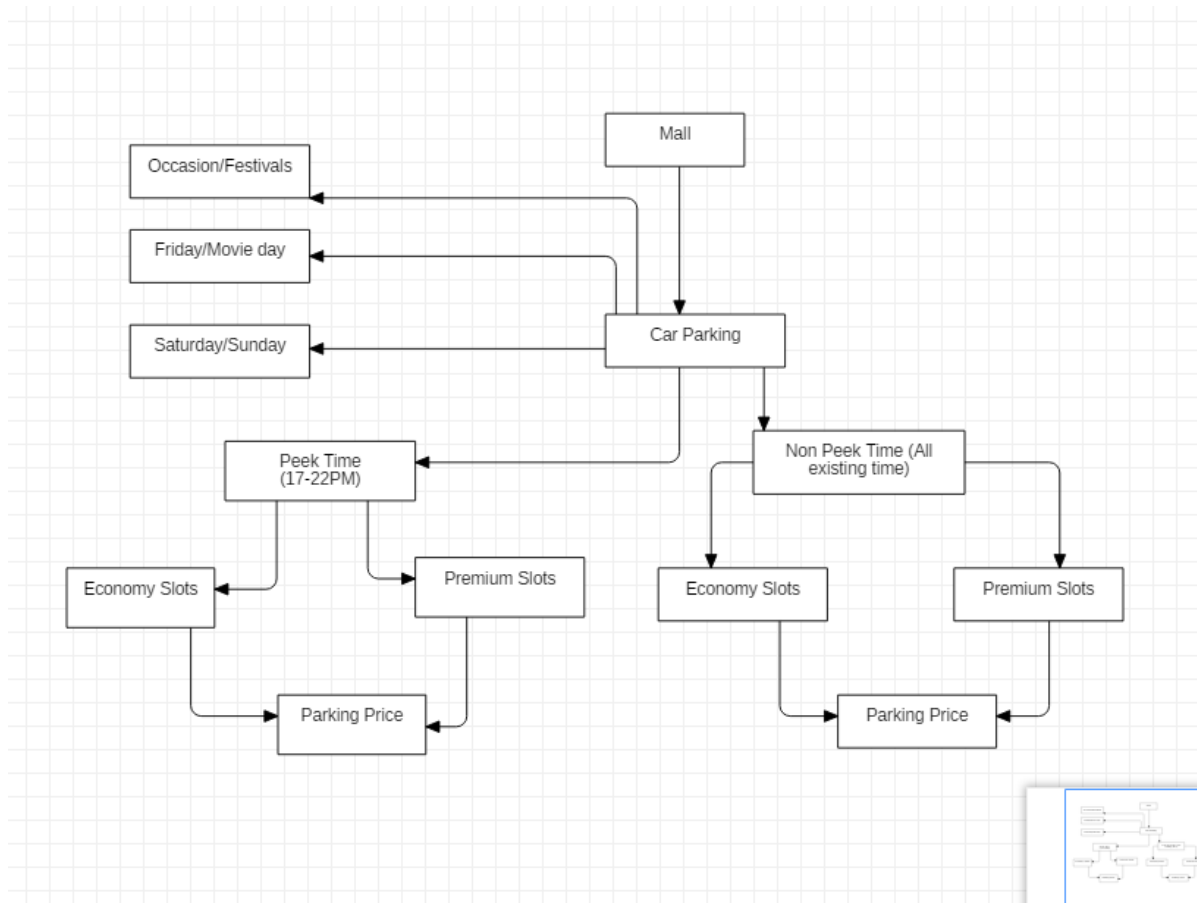 Mall
Occasion/Festivals
Friday/Movie day
Car Parking
Saturday/Sunday
Peek Time
(17-22PM)
Non Peek Time (All
existing time)
Economy Slots
Premium Slots
Economy Slots
Premium Slots
Parking Price
Parking Price